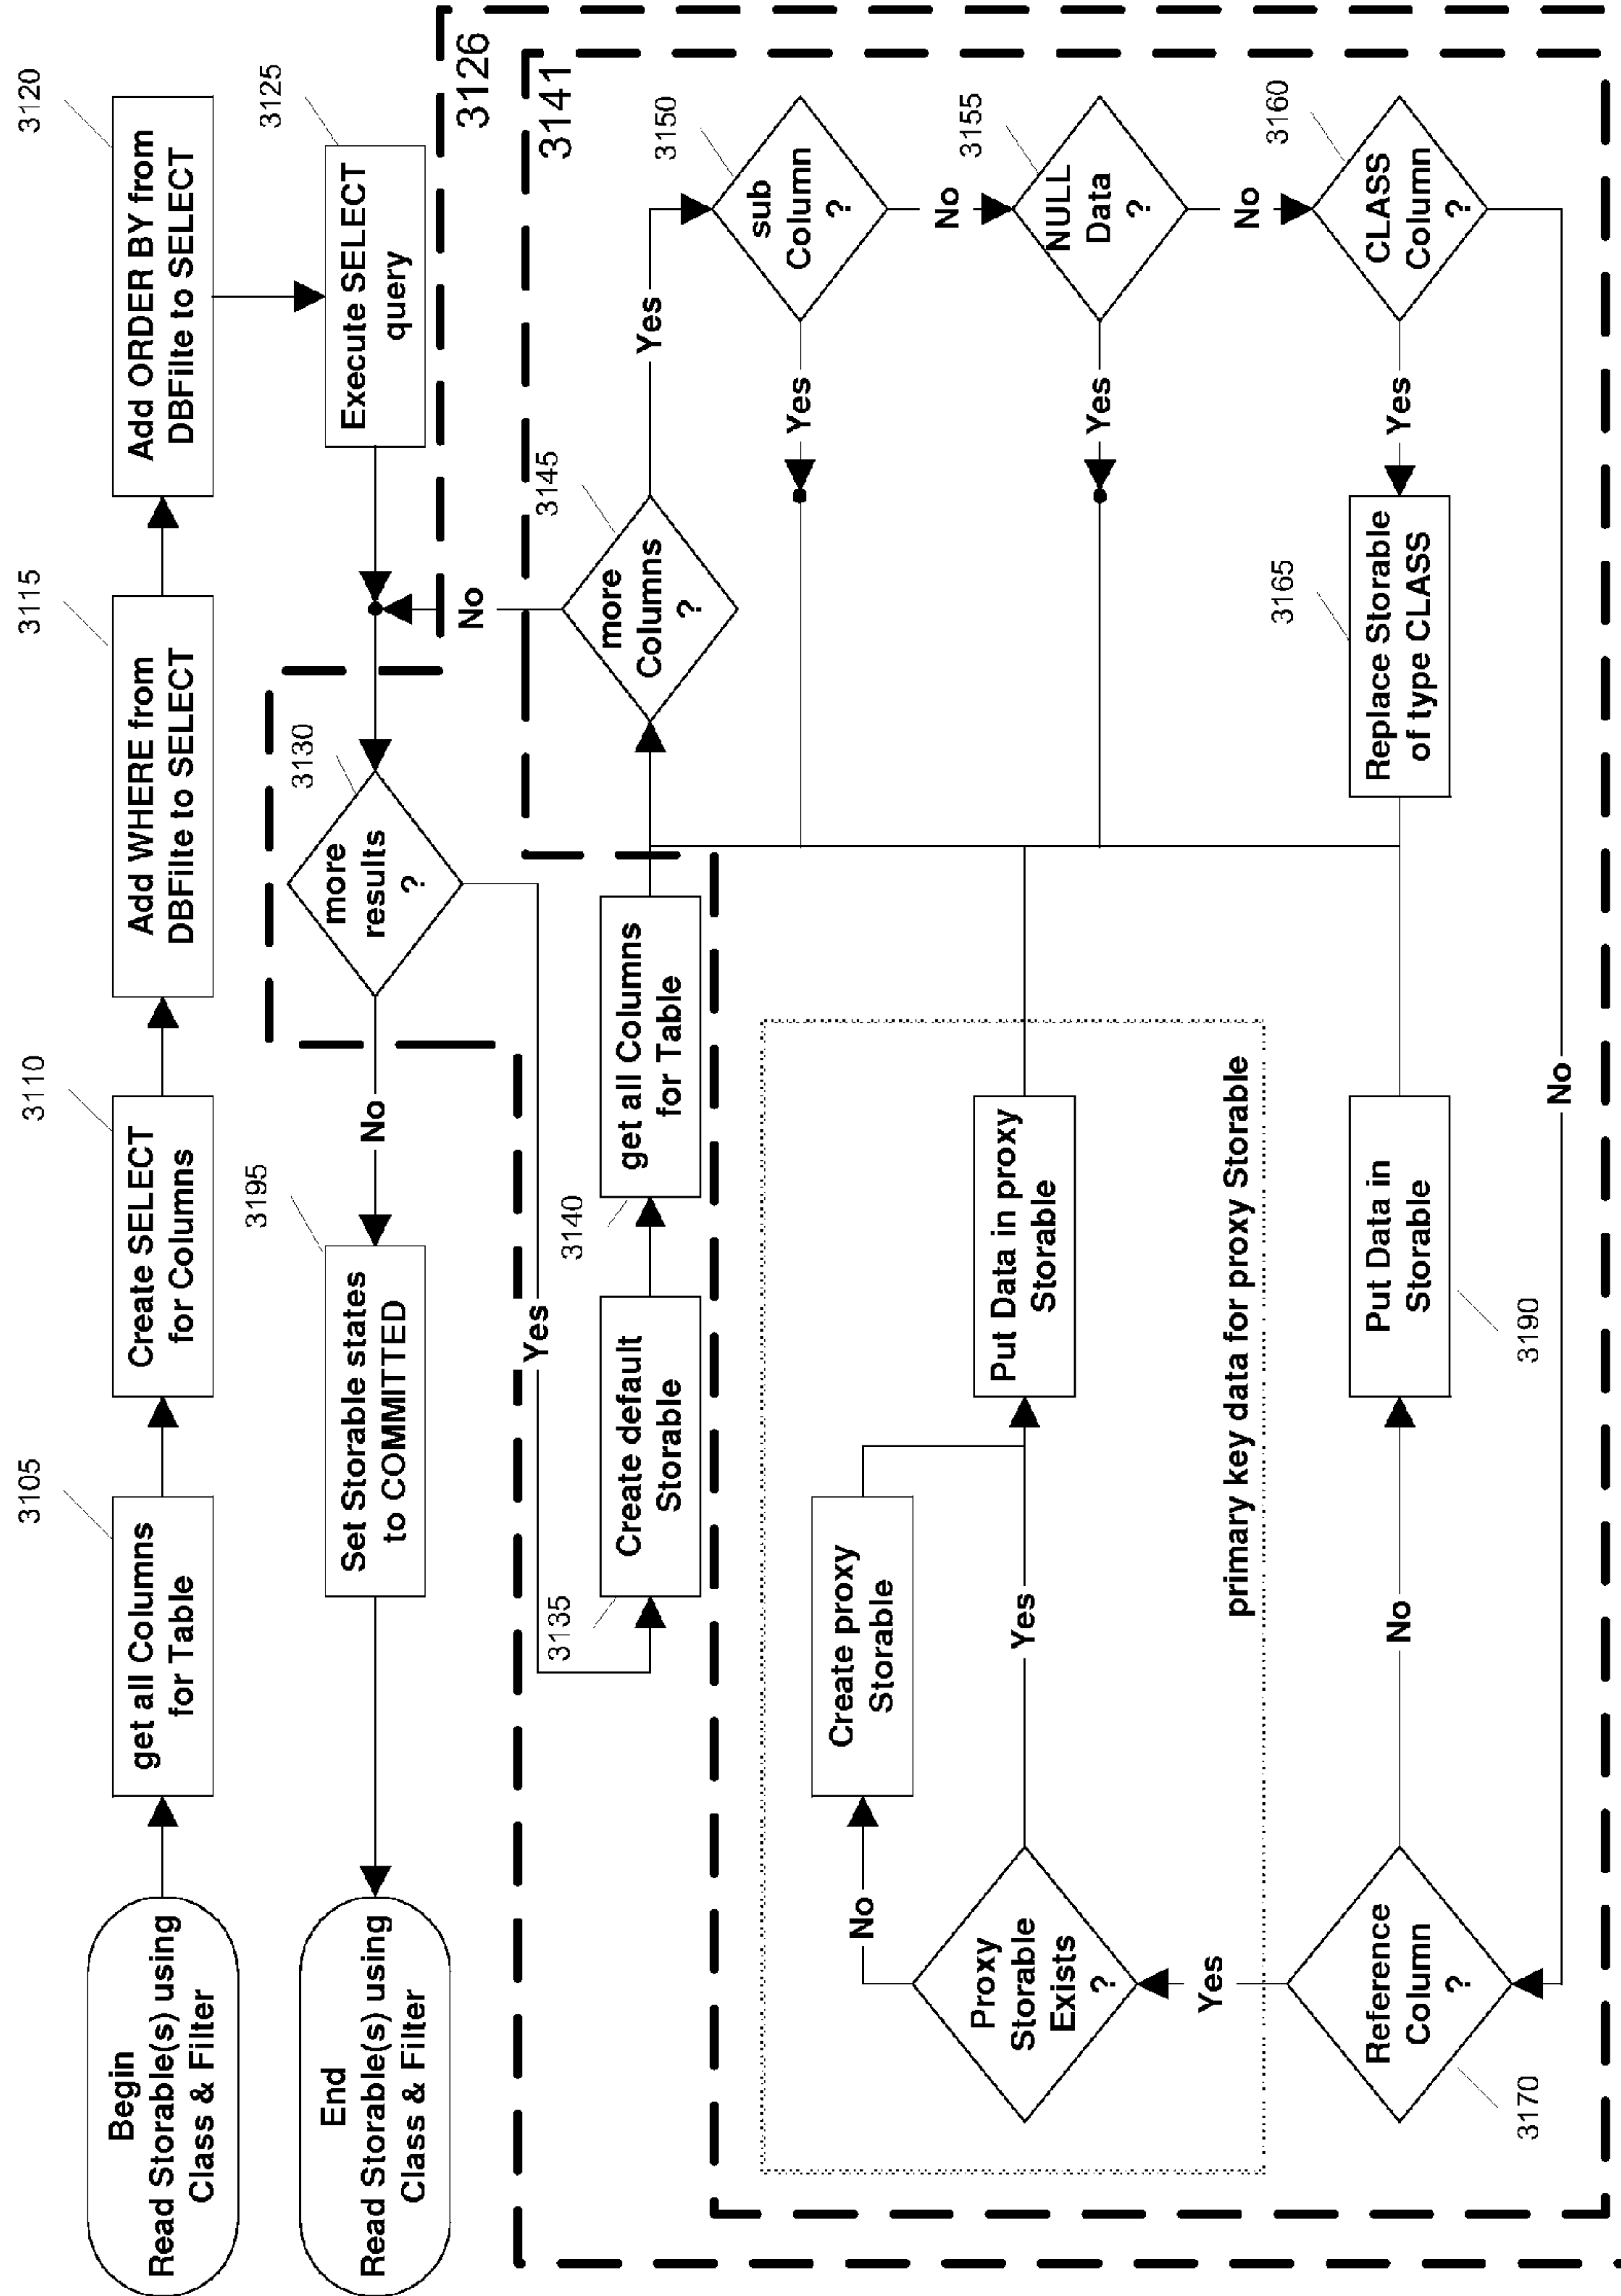 3105
3110
3115
3120
Begin
Read Storable(s) using
Class & Filter
get all Columns
for Table
Create SELECT
for Columns
Add WHERE from
DBFilte to SELECT
Add ORDER BY from
DBFilte to SELECT
3195
3130
3125
End
Read Storable(s) using
Class & Filter
Set Storable states
to COMMITTED
No
more
results
?
Execute SELECT
query
3126
No
Yes
3135
3140
3145
3141
Create default
Storable
get all Columns
for Table
more
Columns
?
Yes
3150
sub
Column
?
Yes
No
Create proxy
Storable
No
Proxy
Storable
Exists
?
Yes
Put Data in proxy
Storable
3155
NULL
Data
?
Yes
No
Yes
primary key data for proxy Storable
3165
3160
Reference
Column
?
No
Put Data in
Storable
Replace Storable
of type CLASS
Yes
CLASS
Column
?
3170
3190
No